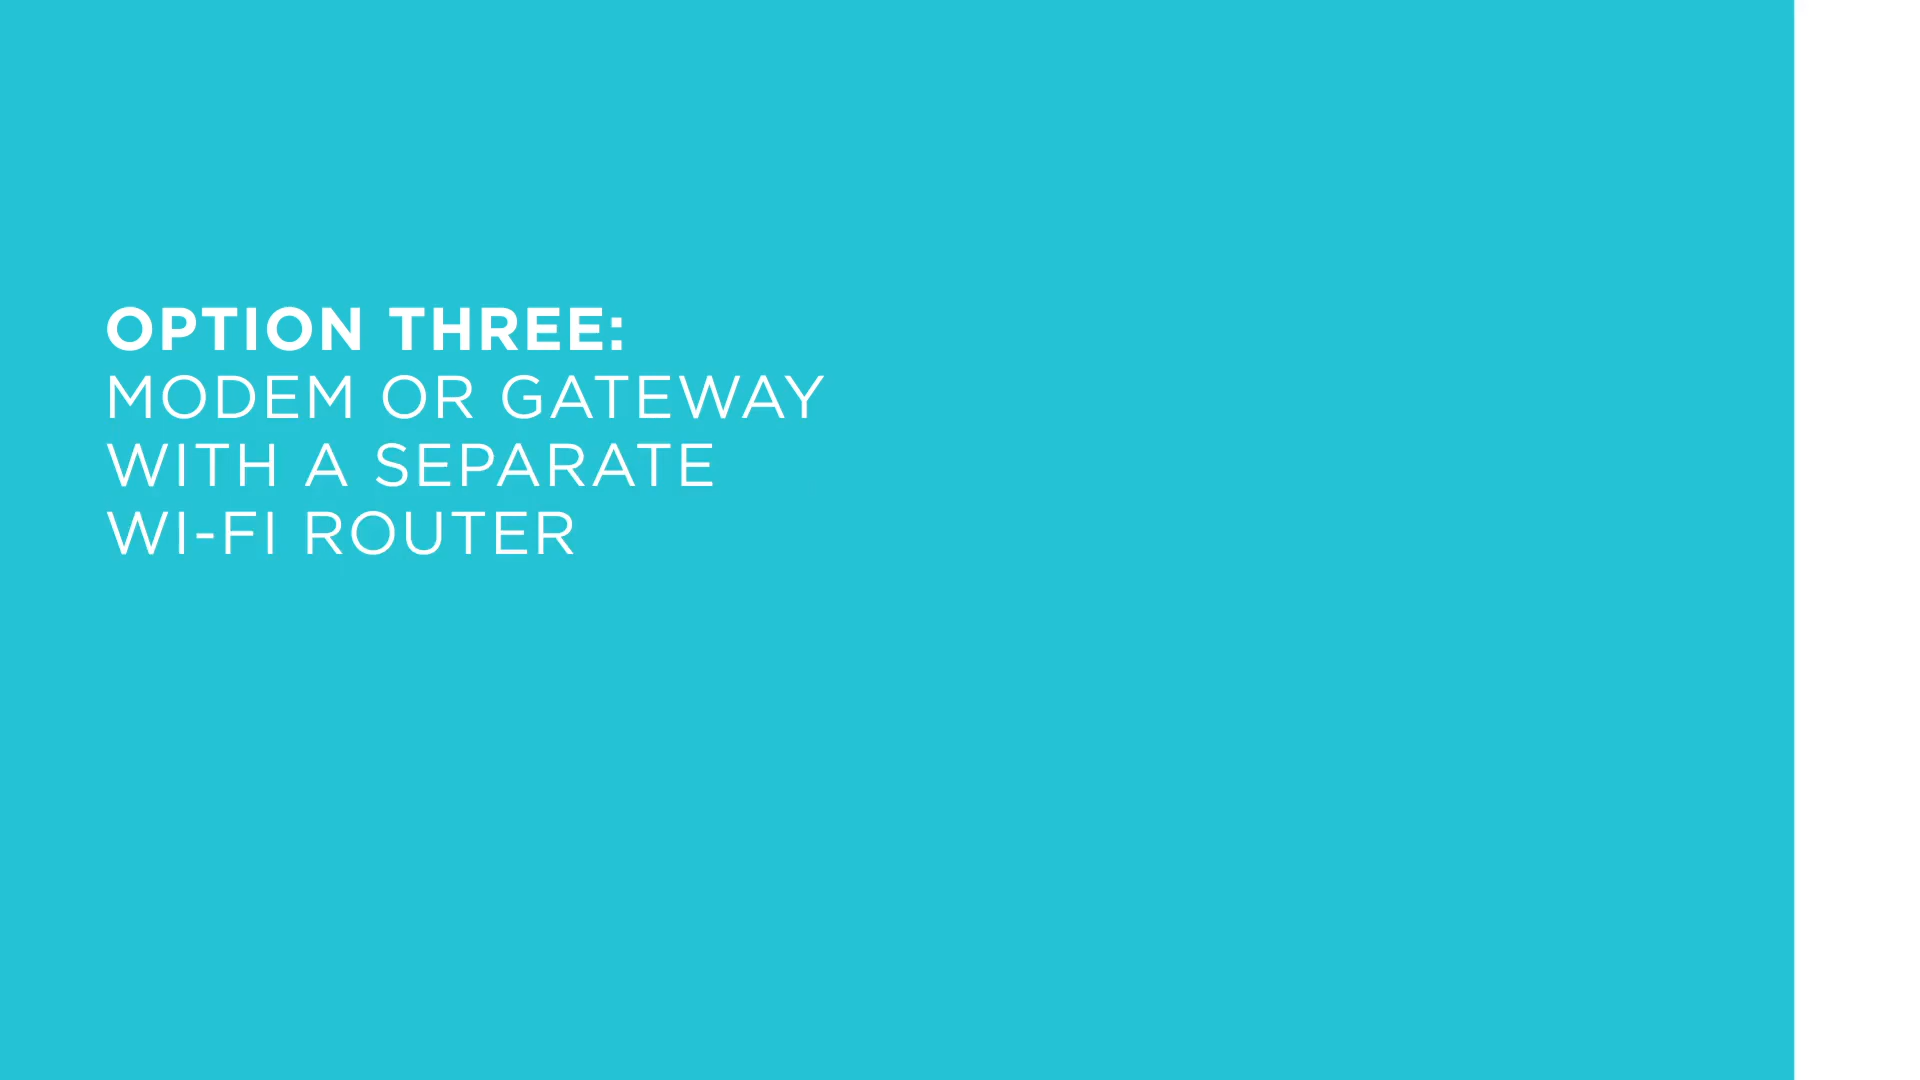 OPTION THREE:
MODEM OR GATEWAY
WITH A SEPARATE
WI-FI ROUTER